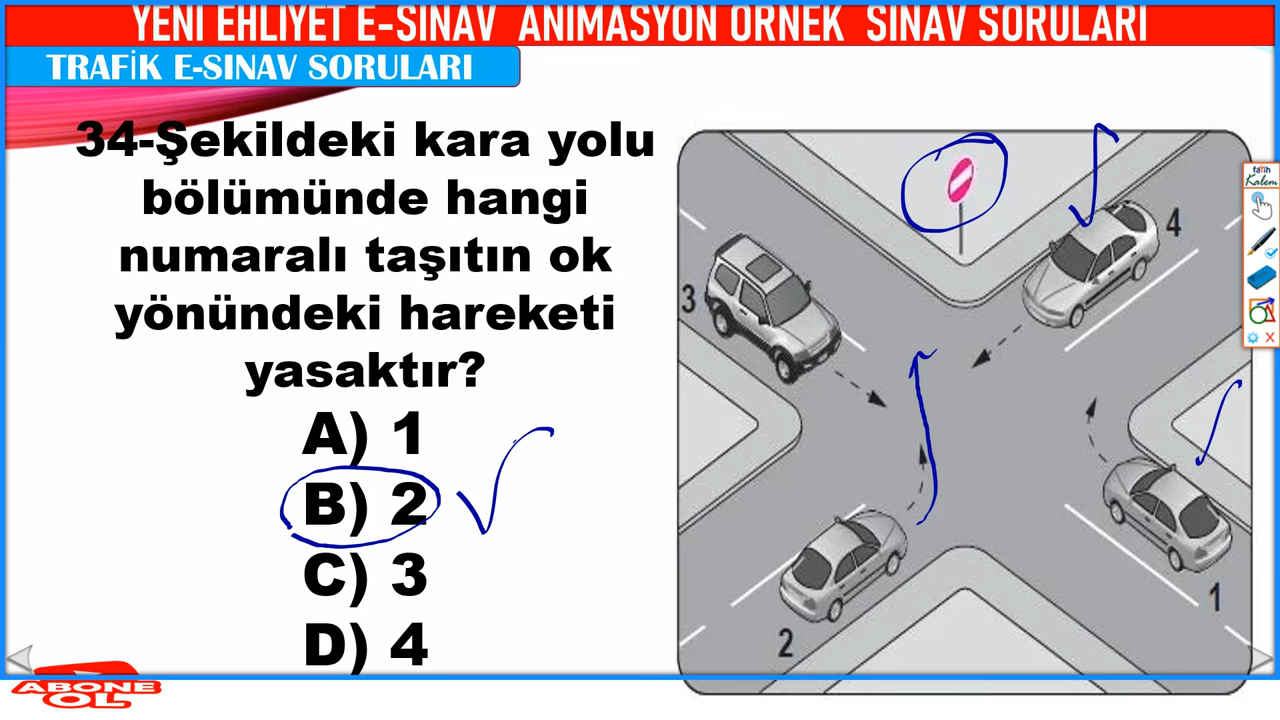 YENİ EHLİYET E-SINAV ANİMASYON ÖRNEK SINAV SORULARI
TRAFİK E-SINAV SORULARI
34-Şekildeki kara yolu
bölümünde hangi
numaralı taşıtın ok
yönündeki hareketi
yasaktır?
A) 1
B) 2
C) 3
D) 4
3
4
2
1
fatih
Kalem
ABONE
OL